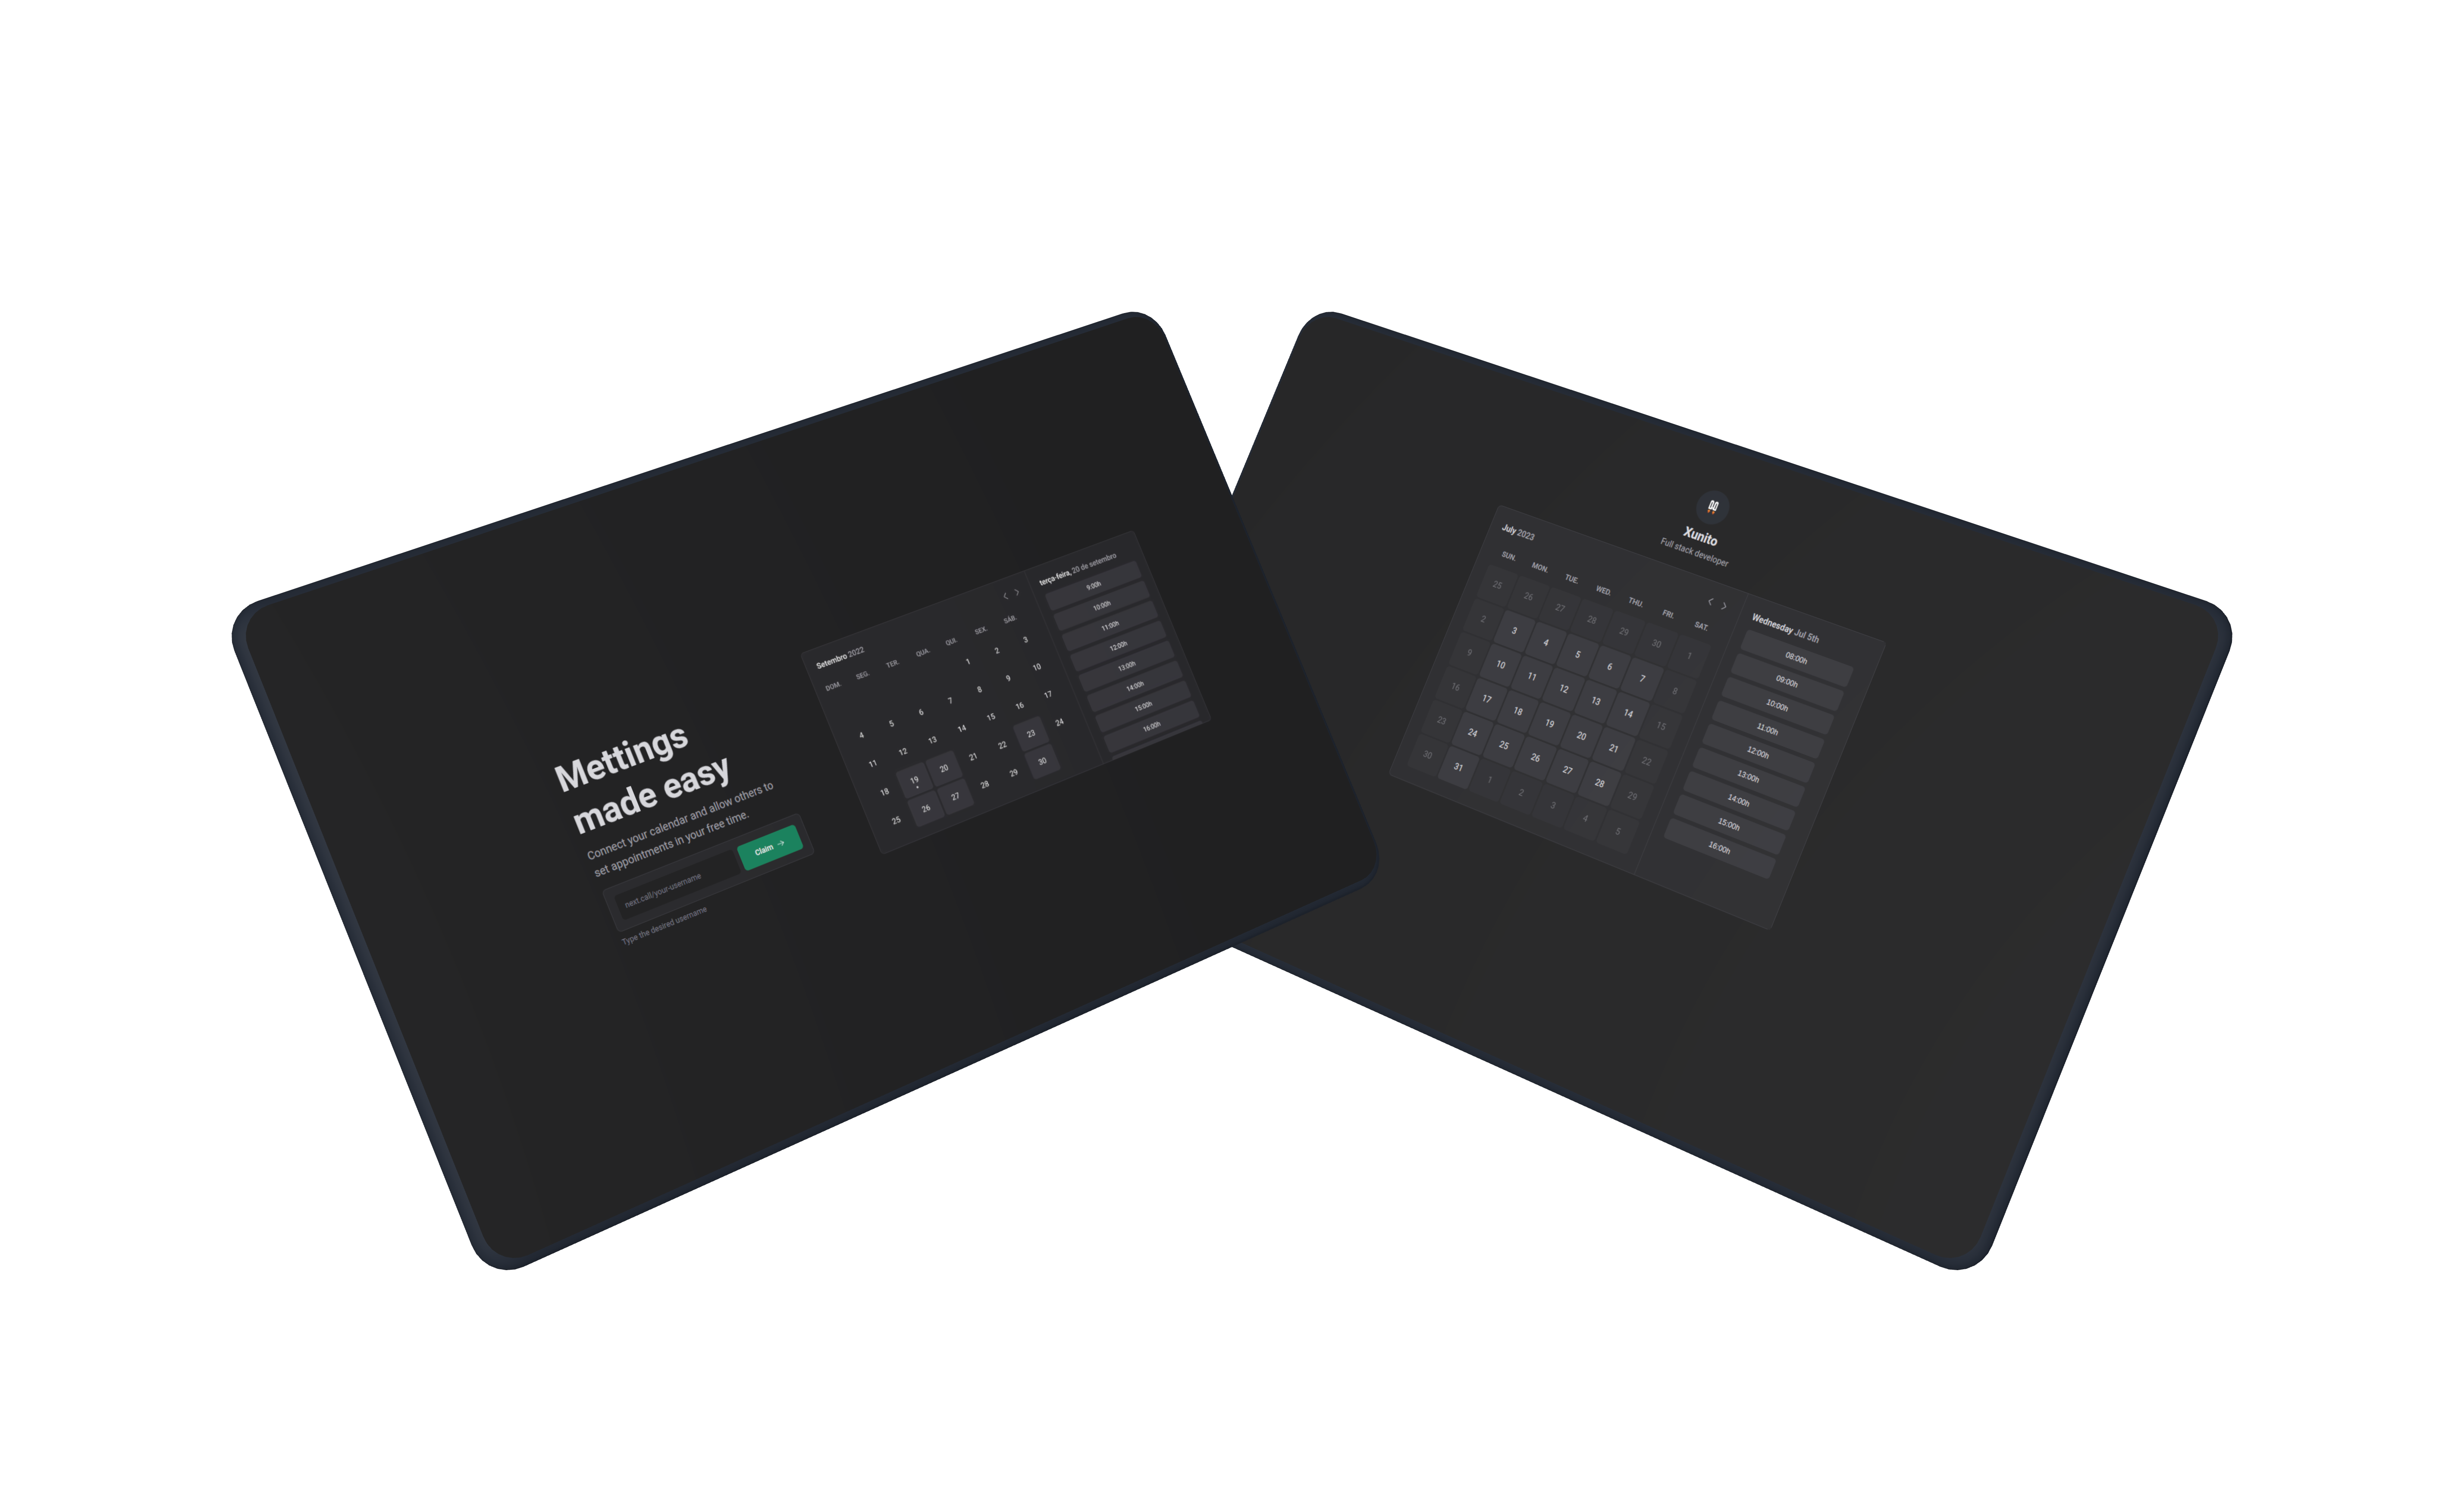 Mettings
made easy
Connect your calendar and allow others to
set appointments in your free time.
next.call/your-username
Claim →
Type the desired username
Setembro 2022
DOM. SEG. TER. QUA. QUI. SEX. SÁB.
1 2 3
4 5 6 7 8 9 10
11 12 13 14 15 16 17
18 19 20 21 22 23 24
25 26 27 28 29 30
terça-feira, 20 de setembro
9:00h
10:00h
11:00h
12:00h
13:00h
14:00h
15:00h
16:00h
Xunito
Full stack developer
July 2023
SUN. MON. TUE. WED. THU. FRI. SAT.
25 26 27 28 29 30 1
2 3 4 5 6 7 8
9 10 11 12 13 14 15
16 17 18 19 20 21 22
23 24 25 26 27 28 29
30 31 1 2 3 4 5
Wednesday Jul 5th
08:00h
09:00h
10:00h
11:00h
12:00h
13:00h
14:00h
15:00h
16:00h